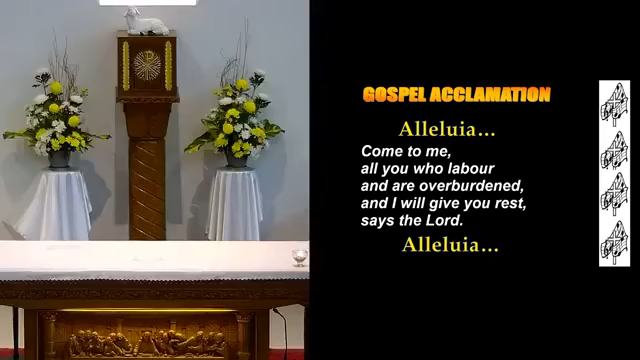 GOSPEL ACCLAMATION
Alleluia...
Come to me,
all you who labour
and are overburdened,
and I will give you rest,
says the Lord.
Alleluia...